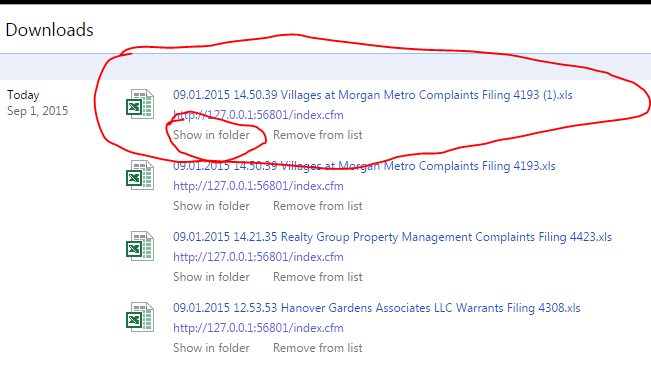 Downloads
Today
Sep 1, 2015
09.01.2015 14.50.39 Villages at Morgan Metro Complaints Filing 4193 (1).xls
http://127.0.0.1:56801/index.cfm
Show in folder Remove from list
09.01.2015 14.50.39 Villages at Morgan Metro Complaints Filing 4193.xls
http://127.0.0.1:56801/index.cfm
Show in folder Remove from list
09.01.2015 14.21.35 Realty Group Property Management Complaints Filing 4423.xls
http://127.0.0.1:56801/index.cfm
Show in folder Remove from list
09.01.2015 12.53.53 Hanover Gardens Associates LLC Warrants Filing 4308.xls
http://127.0.0.1:56801/index.cfm
Show in folder Remove from list